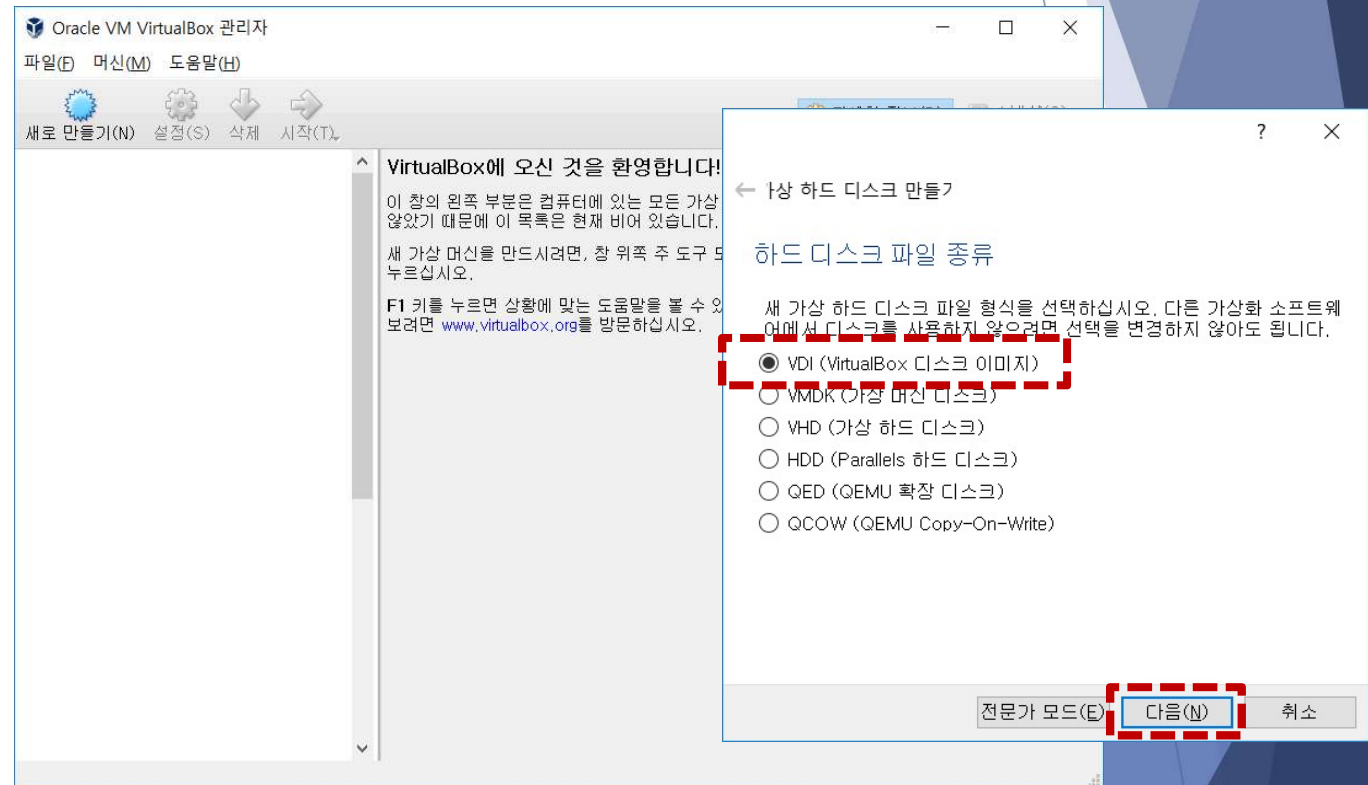 Oracle VM VirtualBox 관리자
파일(F) 머신(M) 도움말(H)
새로 만들기(N) 설정(S) 삭제 시작(T)
VirtualBox에 오신 것을 환영합니다!
이 창의 왼쪽 부분은 컴퓨터에 있는 모든 가상
않았기 때문에 이 목록은 현재 비어 있습니다.
새 가상 머신을 만드시려면, 창 위쪽 주 도구
누르십시오.
F1 키를 누르면 상황에 맞는 도움말을 볼 수
보려면 www.virtualbox.org를 방문하십시오.
상 하드 디스크 만들
하드 디스크 파일 종류
새 가상 하드 디스크 파일 형식을 선택하십시오. 다른 가상화 소프트웨
어에서 디스크를 사용하지 않으려면 선택을 변경하지 않아도 됩니다.
VDI (VirtualBox 디스크 이미지)
VMDK (가상 머신 디스크)
VHD (가상 하드 디스크)
HDD (Parallels 하드 디스크)
QED (QEMU 확장 디스크)
QCOW (QEMU Copy-On-Write)
전문가 모드(E) 다음(N) 취소